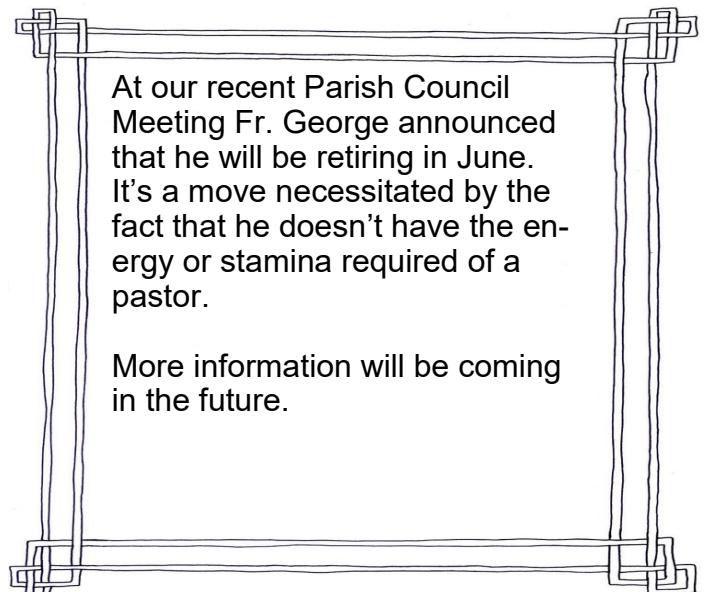 At our recent Parish Council
Meeting Fr. George announced
that he will be retiring in June.
It’s a move necessitated by the
fact that he doesn’t have the en-
ergy or stamina required of a
pastor.

More information will be coming
in the future.